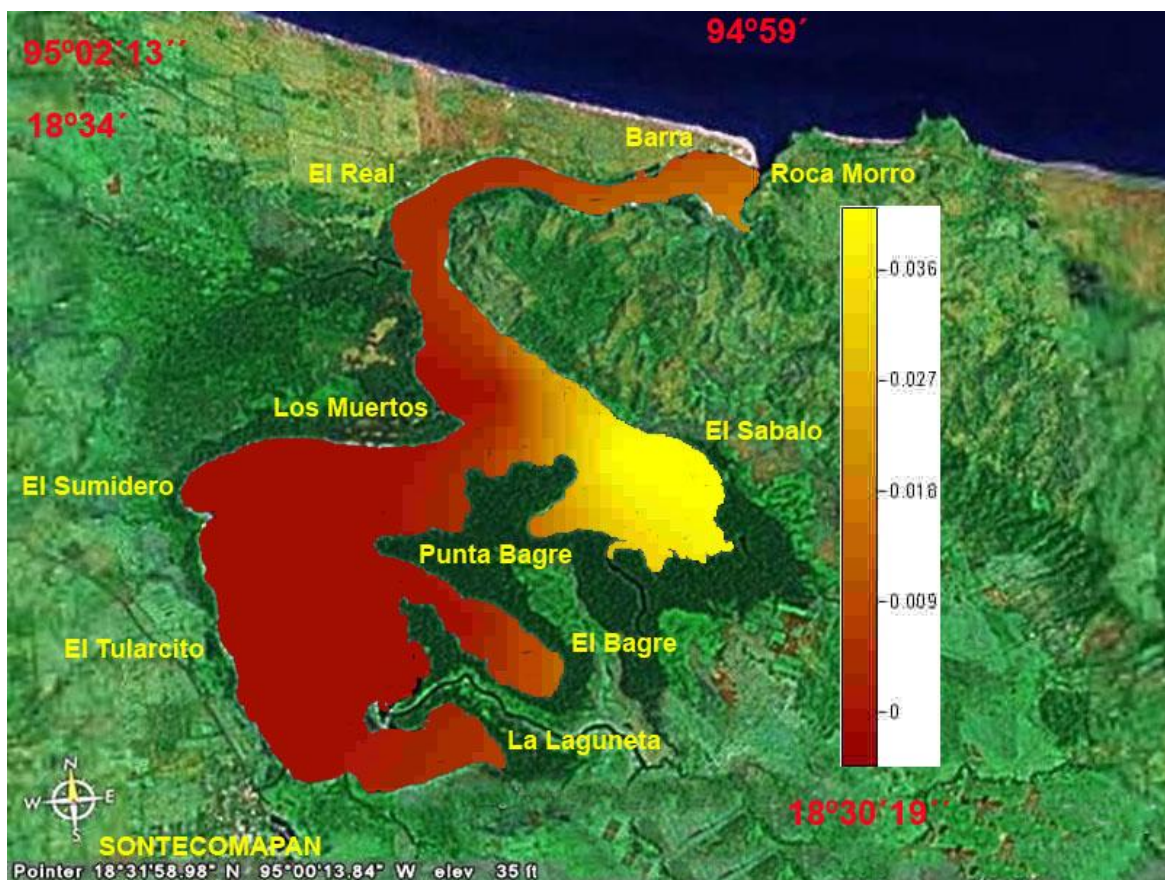 95º02´13´´
94º59´
18º34´
Barra
El Real
Roca Morro
-0.036
-0.027
Los Muertos
El Sabalo
El Sumidero
-0.018
Punta Bagre
-0.009
El Bagre
El Tularcito
-0
La Laguneta
N
W E
S
18º30´19´´
SONTECOMAPAN
Pointer 18°31'58.98" N 95°00'13.84" W elev 35 ft